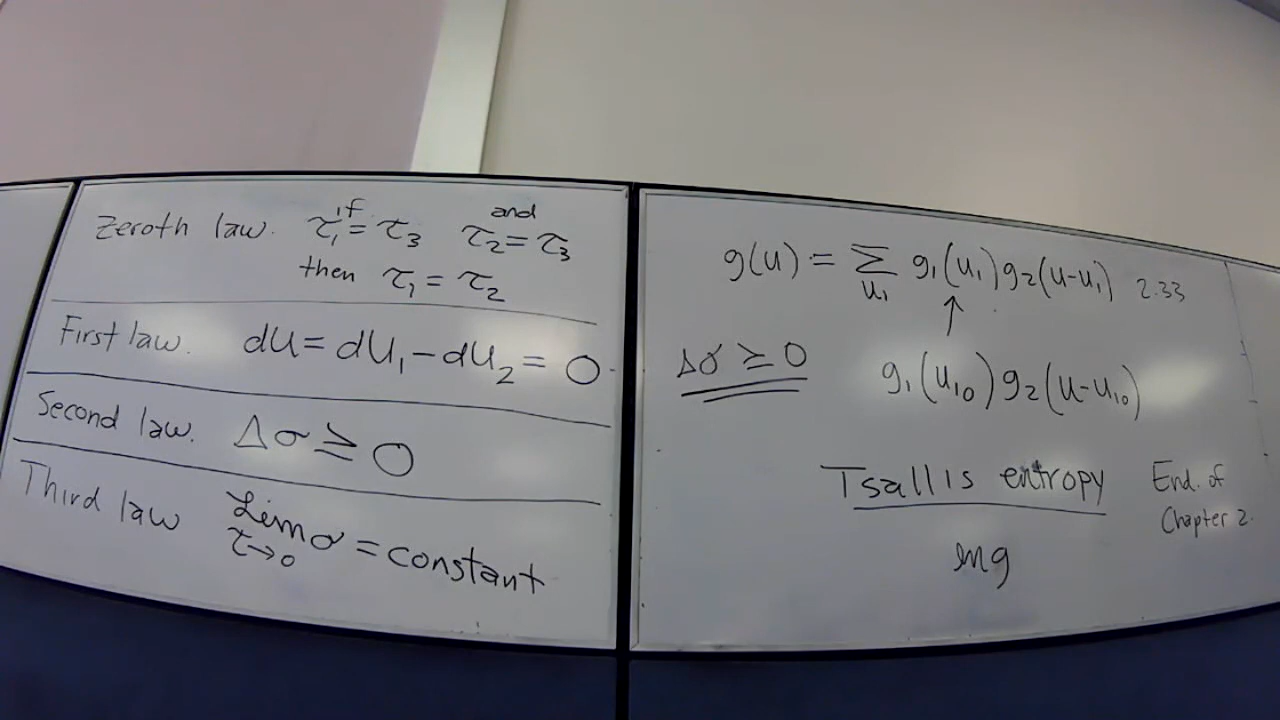 Zeroth law. if τ₁ = τ₃ and τ₂ = τ₃
then τ₁ = τ₂
First law. dU = dU₁ - dU₂ = 0
Second law. Δσ ≥ 0
Third law Lim τ→0 σ = constant
g(U) = Σ U₁ g₁(U₁) g₂(U-U₁) 2.33
↑
Δσ ≥ 0 g₁(U₁₀) g₂(U-U₁₀)
Tsallis entropy End. of
Chapter 2.
ln g